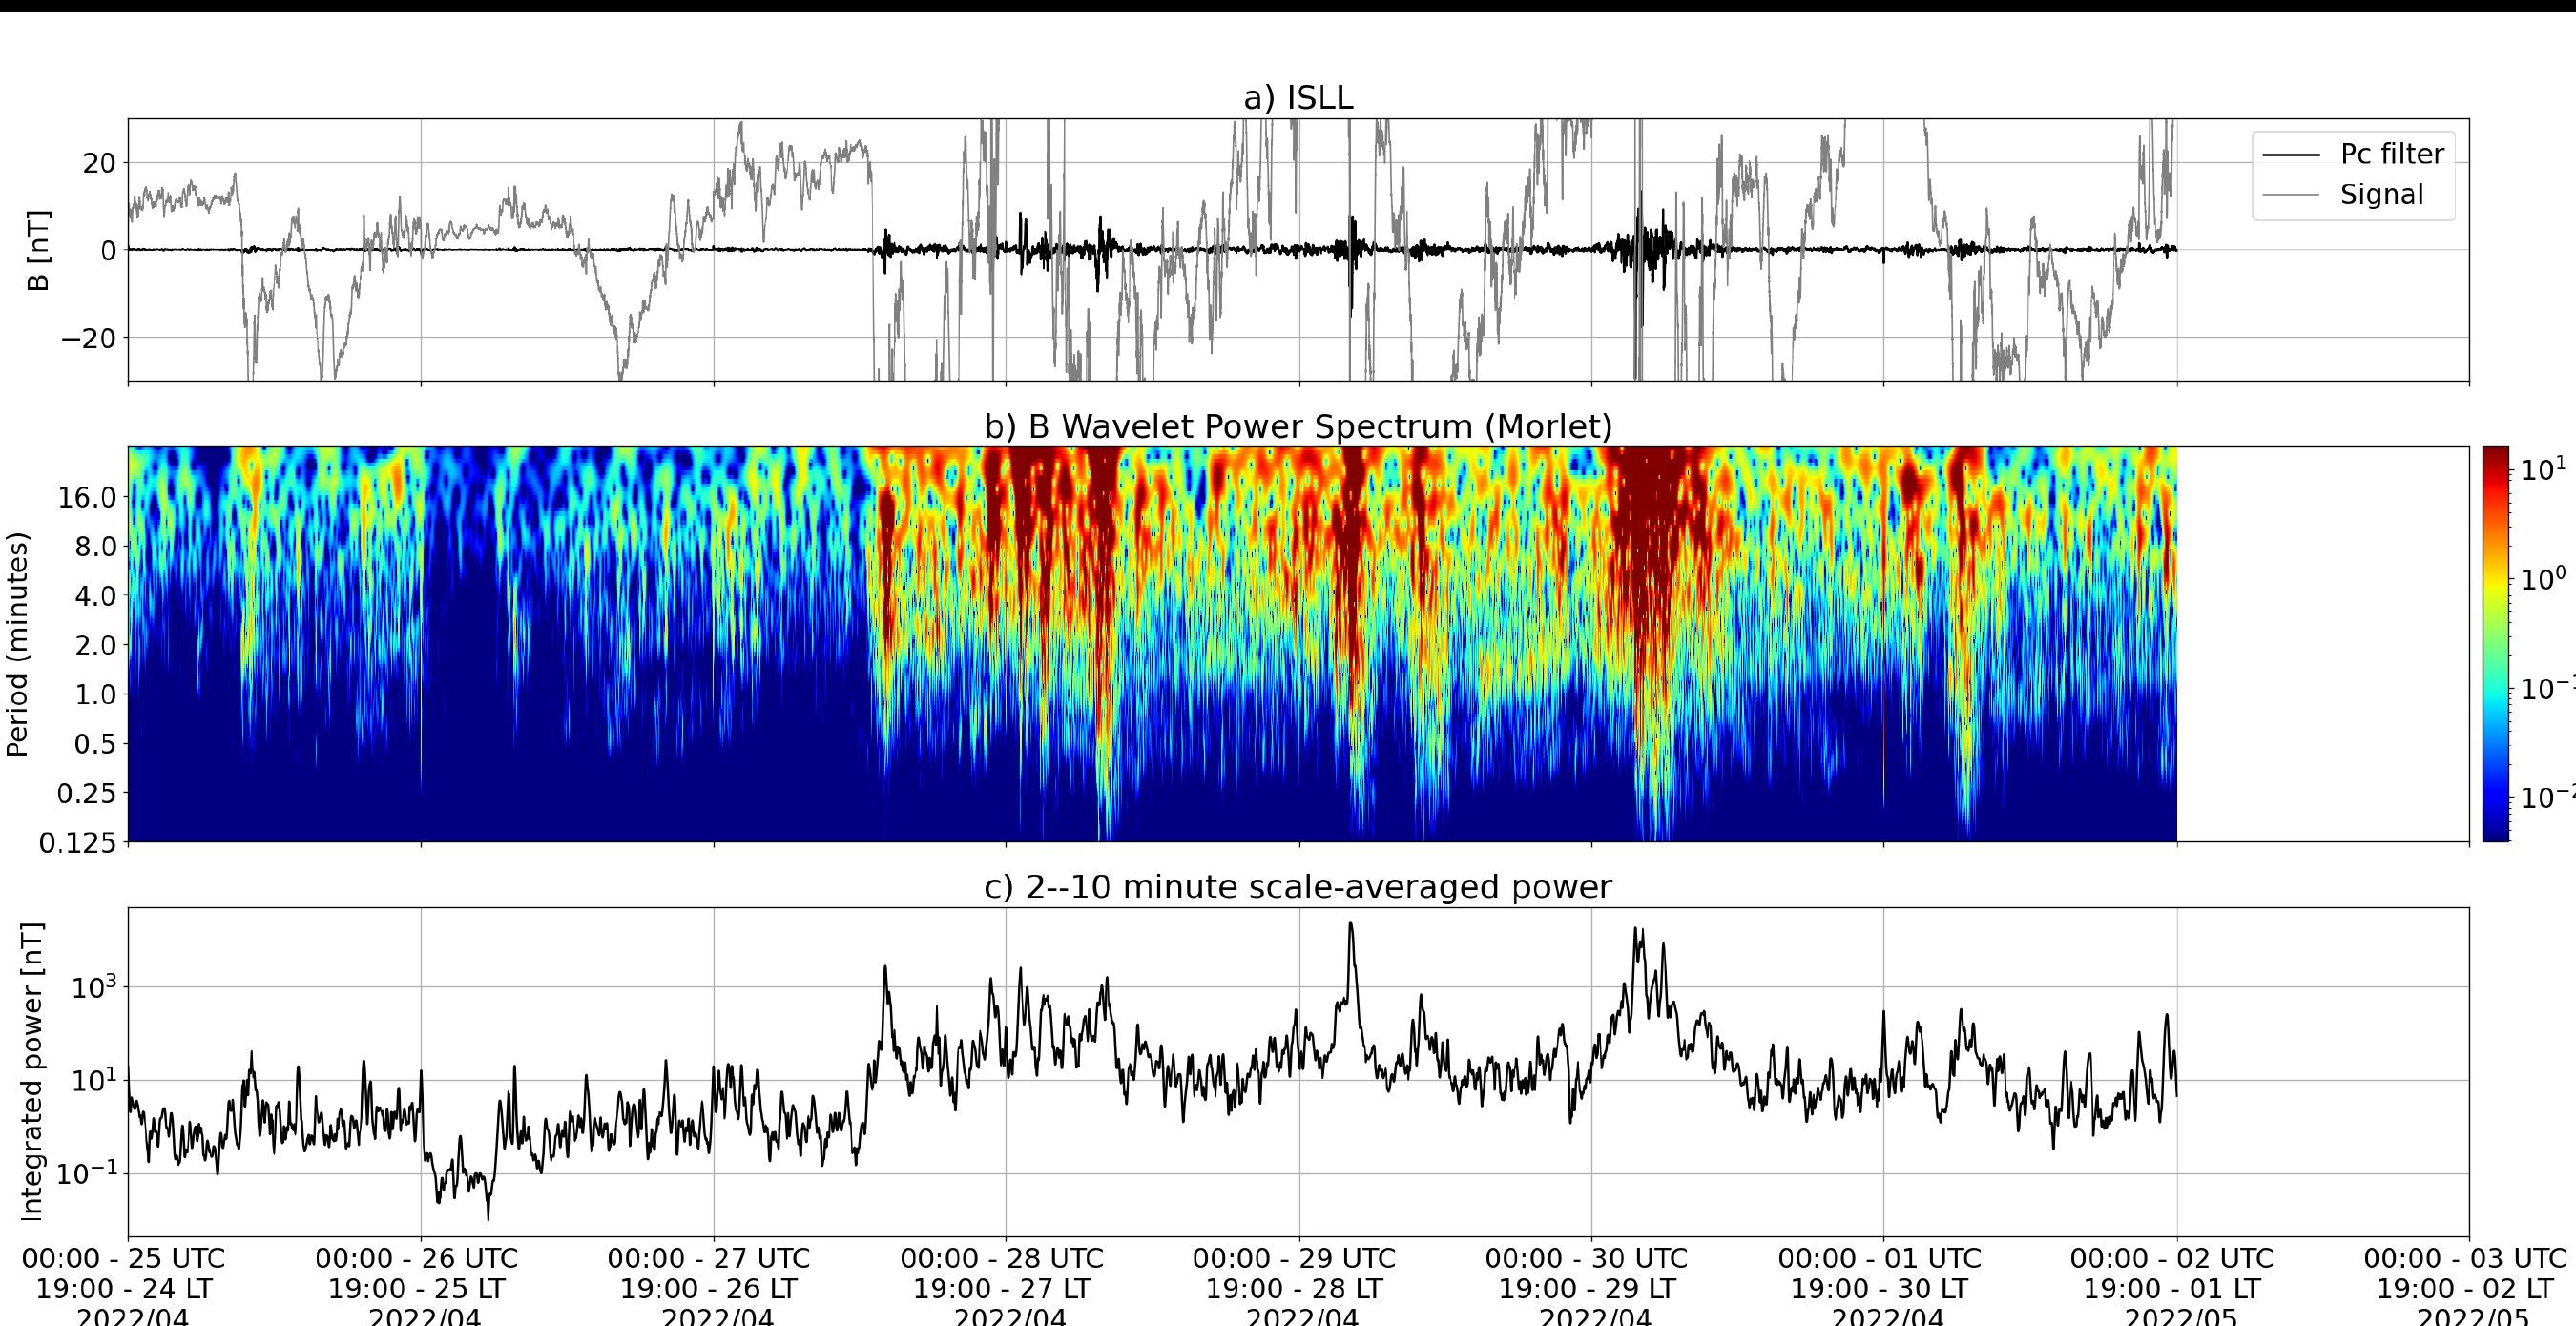 a) ISLL
20
0
−20
B [nT]
Pc filter
Signal
b) B Wavelet Power Spectrum (Morlet)
16.0
8.0
4.0
2.0
1.0
0.5
0.25
0.125
Period (minutes)
10¹
10⁰
10⁻¹
10⁻²
c) 2--10 minute scale-averaged power
10³
10¹
10⁻¹
Integrated power [nT]
00:00 - 25 UTC
19:00 - 24 LT
2022/04
00:00 - 26 UTC
19:00 - 25 LT
2022/04
00:00 - 27 UTC
19:00 - 26 LT
2022/04
00:00 - 28 UTC
19:00 - 27 LT
2022/04
00:00 - 29 UTC
19:00 - 28 LT
2022/04
00:00 - 30 UTC
19:00 - 29 LT
2022/04
00:00 - 01 UTC
19:00 - 30 LT
2022/04
00:00 - 02 UTC
19:00 - 01 LT
2022/05
00:00 - 03 UTC
19:00 - 02 LT
2022/05